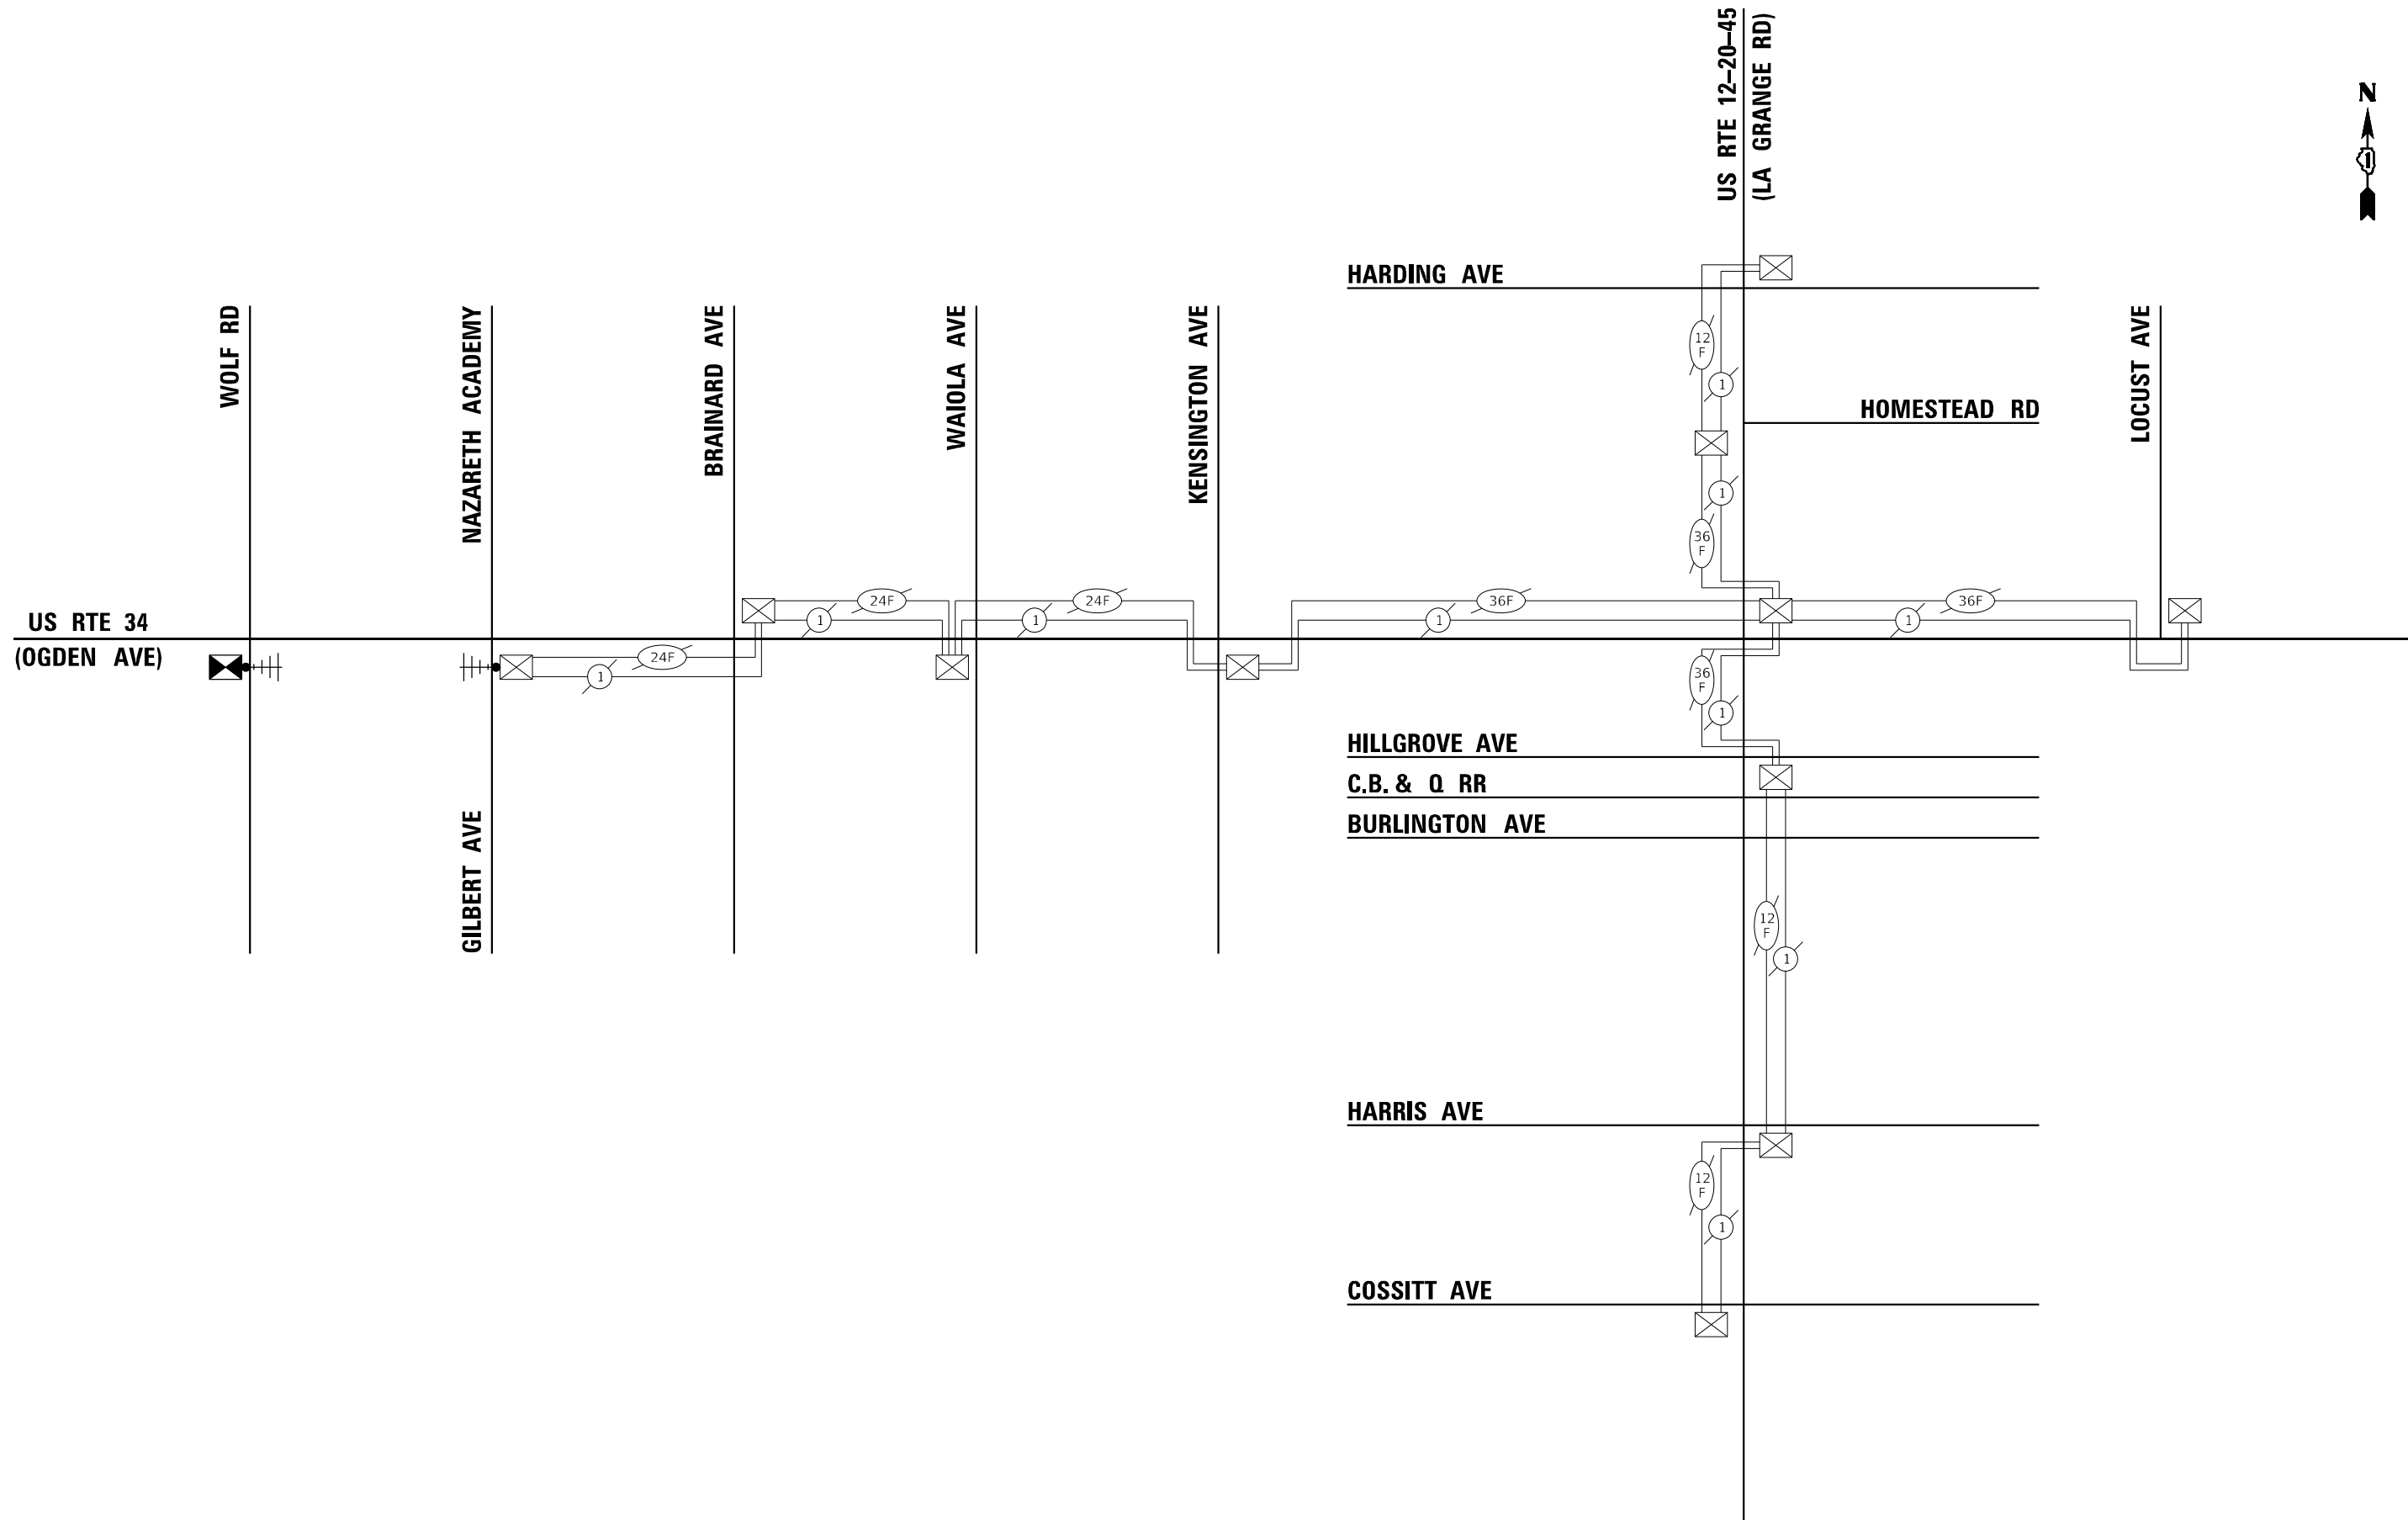 US RTE 12-20-45
(LA GRANGE RD)
N
1
HARDING AVE
WOLF RD
NAZARETH ACADEMY
BRAINARD AVE
WAIOLA AVE
KENSINGTON AVE
LOCUST AVE
12
F
1
HOMESTEAD RD
1
36
F
US RTE 34
(OGDEN AVE)
24F
1
24F
1
24F
1
36F
1
36F
1
36
F
1
HILLGROVE AVE
C.B. & Q RR
BURLINGTON AVE
GILBERT AVE
12
F
1
HARRIS AVE
12
F
1
COSSITT AVE